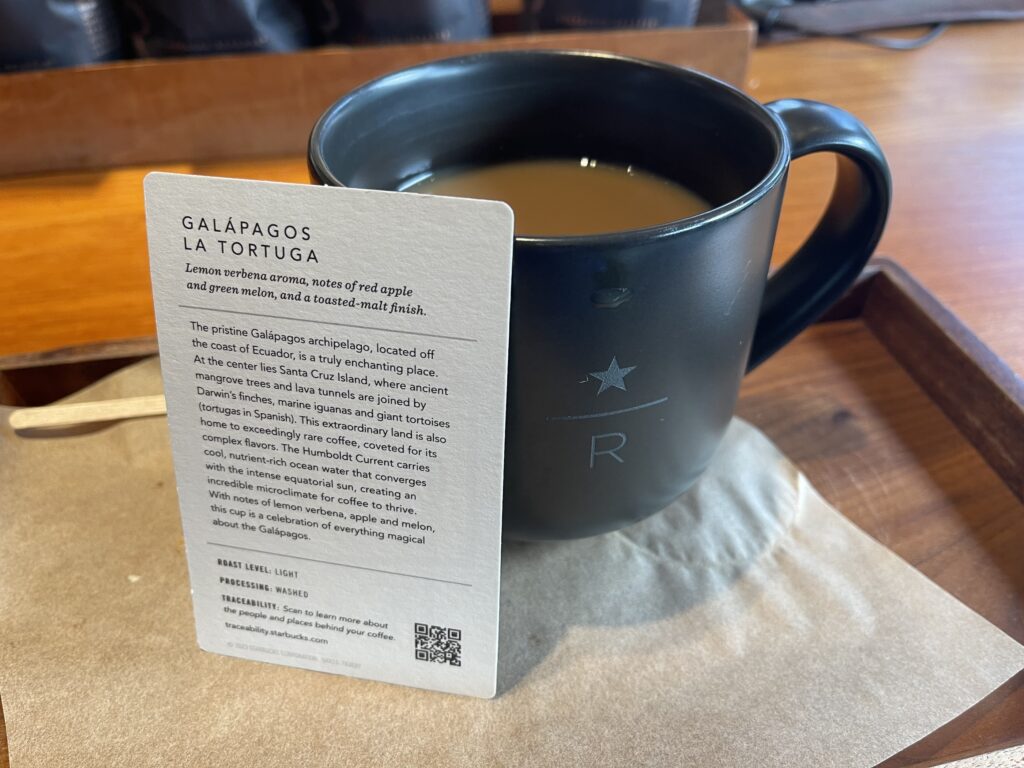 GALÁPAGOS
LA TORTUGA
Lemon verbena aroma, notes of red apple
and green melon, and a toasted-malt finish.
The pristine Galápagos archipelago, located off
the coast of Ecuador, is a truly enchanting place.
At the center lies Santa Cruz Island, where ancient
mangrove trees and lava tunnels are joined by
Darwin's finches, marine iguanas and giant tortoises
(tortugas in Spanish). This extraordinary land is also
home to exceedingly rare coffee, coveted for its
complex flavors. The Humboldt Current carries
cool, nutrient-rich ocean water that converges
with the intense equatorial sun, creating an
incredible microclimate for coffee to thrive.
With notes of lemon verbena, apple and melon,
this cup is a celebration of everything magical
about the Galápagos.
ROAST LEVEL: LIGHT
PROCESSING: WASHED
TRACEABILITY: Scan to learn more about
the people and places behind your coffee.
traceability.starbucks.com
R